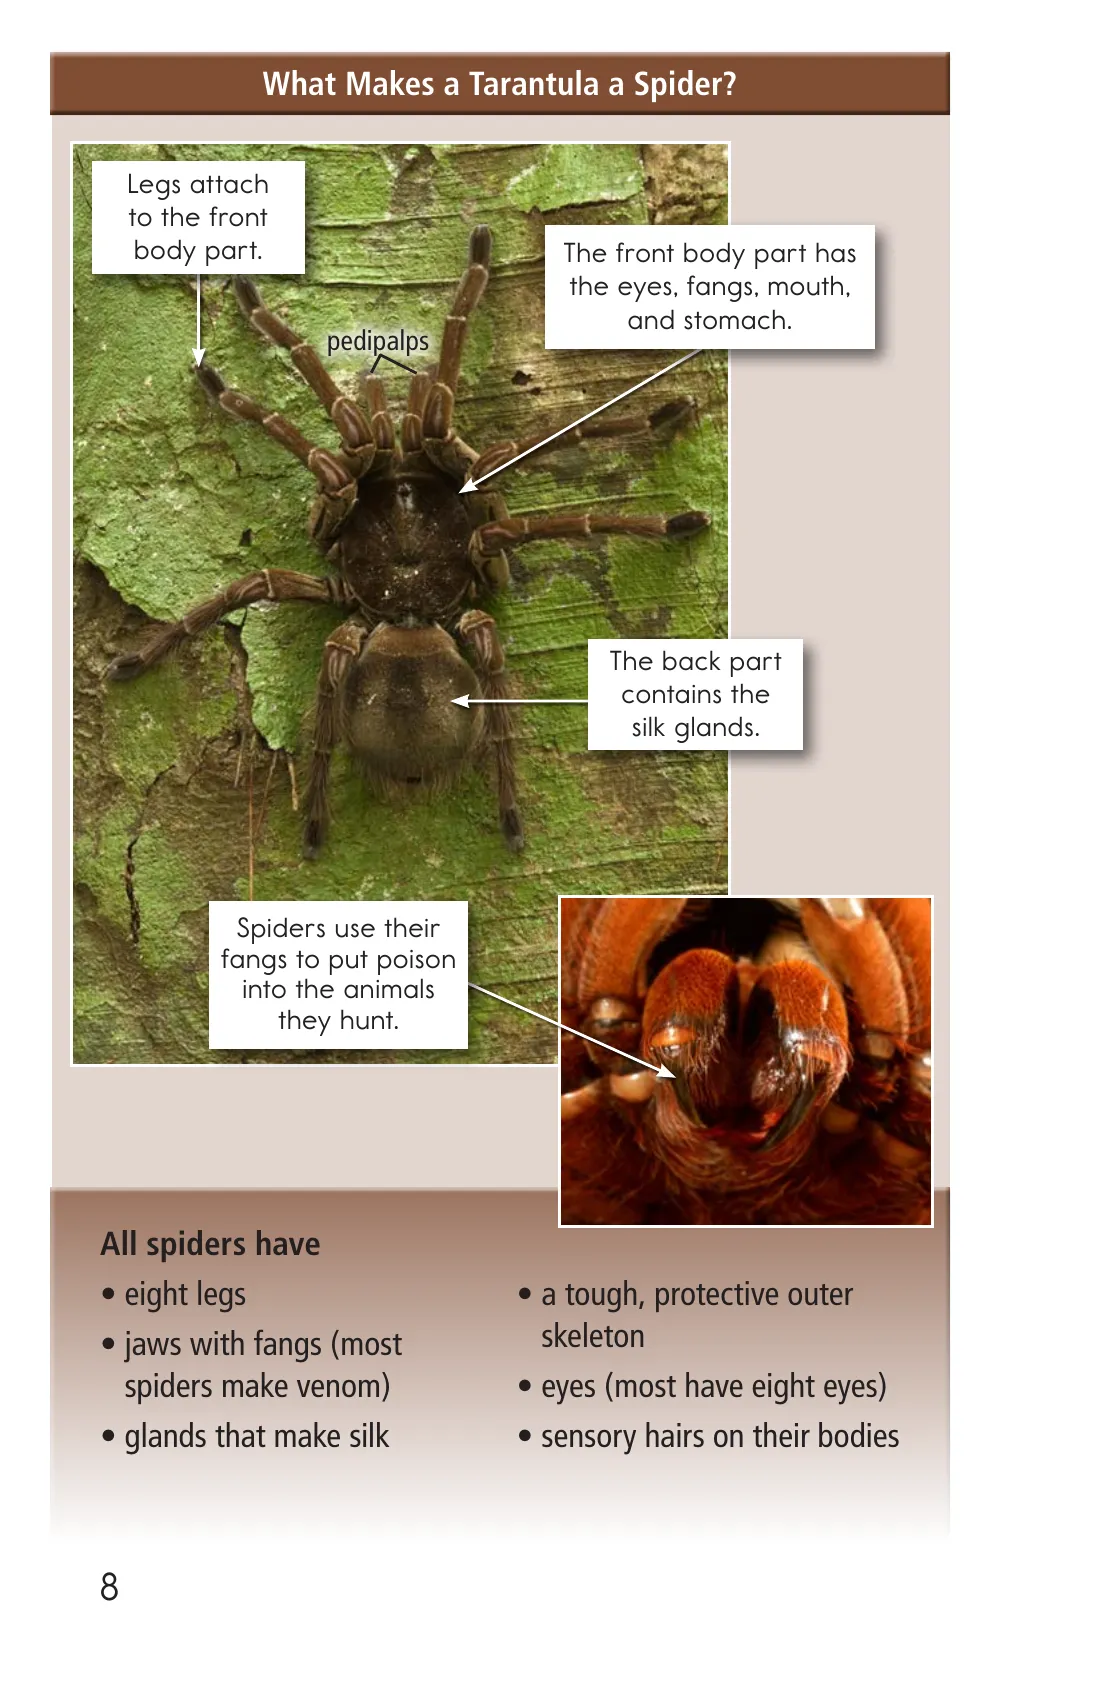 What Makes a Tarantula a Spider?
Legs attach
to the front
body part.
The front body part has
the eyes, fangs, mouth,
and stomach.
pedipalps
The back part
contains the
silk glands.
Spiders use their
fangs to put poison
into the animals
they hunt.
All spiders have
• eight legs
• jaws with fangs (most
spiders make venom)
• glands that make silk
• a tough, protective outer
skeleton
• eyes (most have eight eyes)
• sensory hairs on their bodies
8